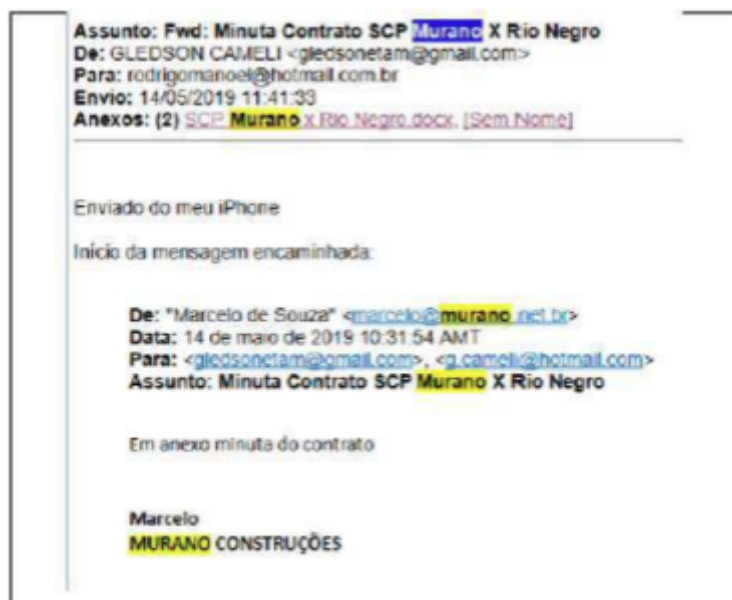 Assunto: Fwd: Minuta Contrato SCP Murano X Rio Negro
De: GLEDSON CAMELI <gledsonetam@gmail.com>
Para: rodrigomanoel@hotmail.com.br
Envio: 14/05/2019 11:41:33
Anexos: (2) SCP Murano x Rio Negro.docx, [Sem Nome]
Enviado do meu iPhone
Início da mensagem encaminhada:
De: "Marcelo de Souza" <marcelo@murano.net.br>
Data: 14 de maio de 2019 10:31:54 AMT
Para: <gledsonetam@gmail.com>, <g.cameli@hotmail.com>
Assunto: Minuta Contrato SCP Murano X Rio Negro
Em anexo minuta do contrato
Marcelo
MURANO CONSTRUÇÕES